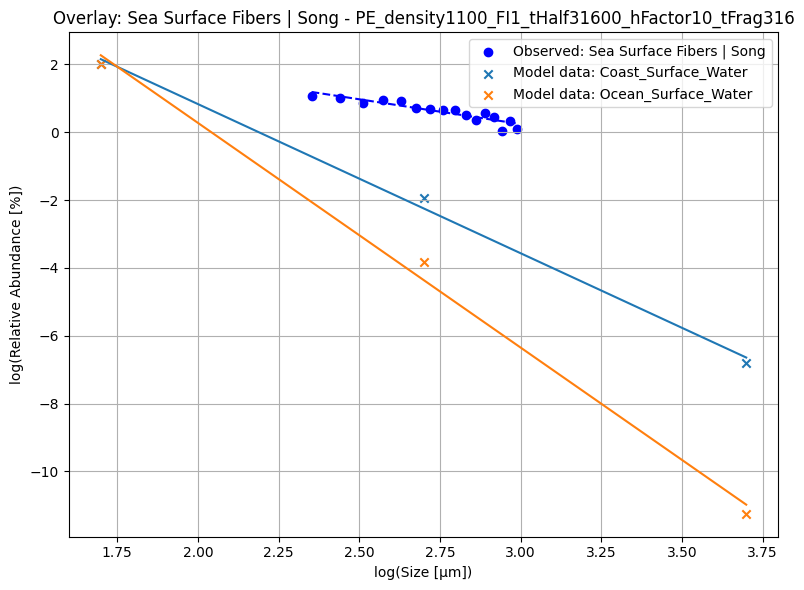 Overlay: Sea Surface Fibers | Song - PE_density1100_FI1_tHalf31600_hFactor10_tFrag316
Observed: Sea Surface Fibers | Song
Model data: Coast_Surface_Water
Model data: Ocean_Surface_Water
log(Relative Abundance [%])
2
0
−2
−4
−6
−8
−10
1.75
2.00
2.25
2.50
2.75
3.00
3.25
3.50
3.75
log(Size [μm])